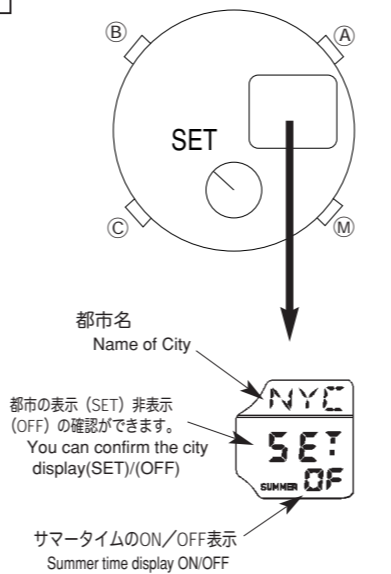 Ⓑ
Ⓐ
SET
Ⓒ
Ⓜ
都市名
Name of City
NYC
都市の表示（SET）非表示
（OFF）の確認ができます。
You can confirm the city
display(SET)/(OFF)
SET
SUMMER OF
サマータイムのON／OFF表示
Summer time display ON/OFF